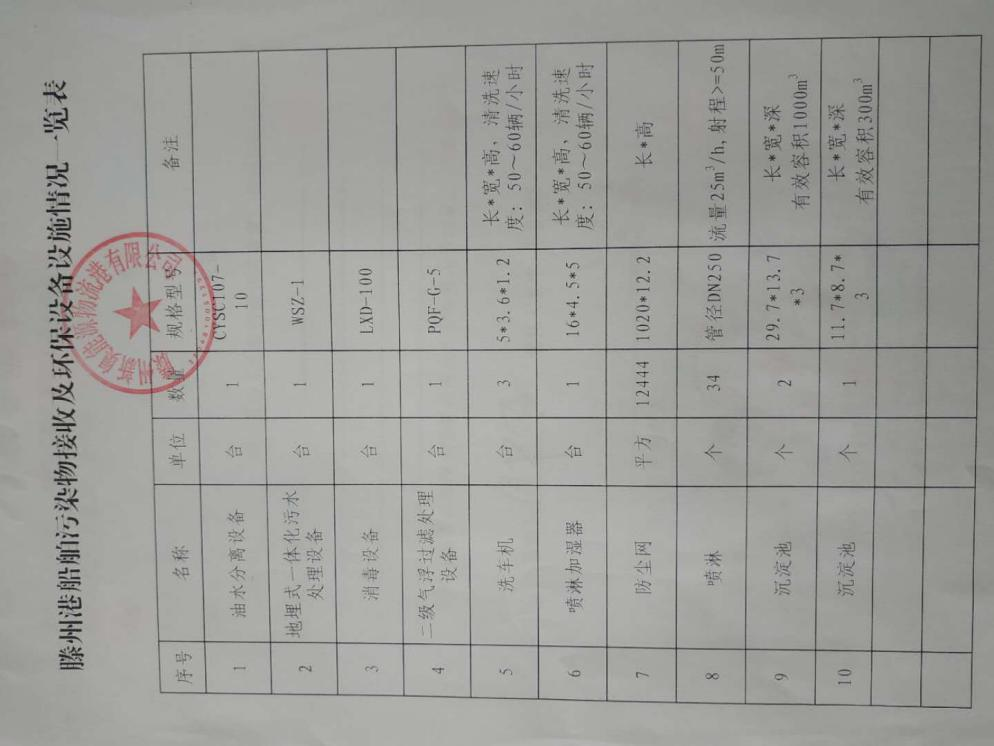 滕州港船舶污染物接收及环保设备设施情况一览表
序号 名称 单位 数量 规格型号 备注
1 油水分离设备 台 1 CYSC107-
10
2 地埋式一体化污水
处理设备 台 1 WSZ-1
3 消毒设备 台 1 LXD-100
4 二级气浮过滤处理
设备 台 1 PQF-G-5
5 洗车机 台 3 5*3.6*1.2 长*宽*高、清洗速
度：50～60辆/小时
6 喷淋加湿器 台 1 16*4.5*5 长*宽*高、清洗速
度：50～60辆/小时
7 防尘网 平方 12444 1020*12.2 长*高
8 喷淋 个 34 管径DN250 流量25m³/h,射程>=50m
9 沉淀池 个 2 29.7*13.7
*3 长*宽*深
有效容积1000m³
10 沉淀池 个 1 11.7*8.7*
3 长*宽*深
有效容积300m³